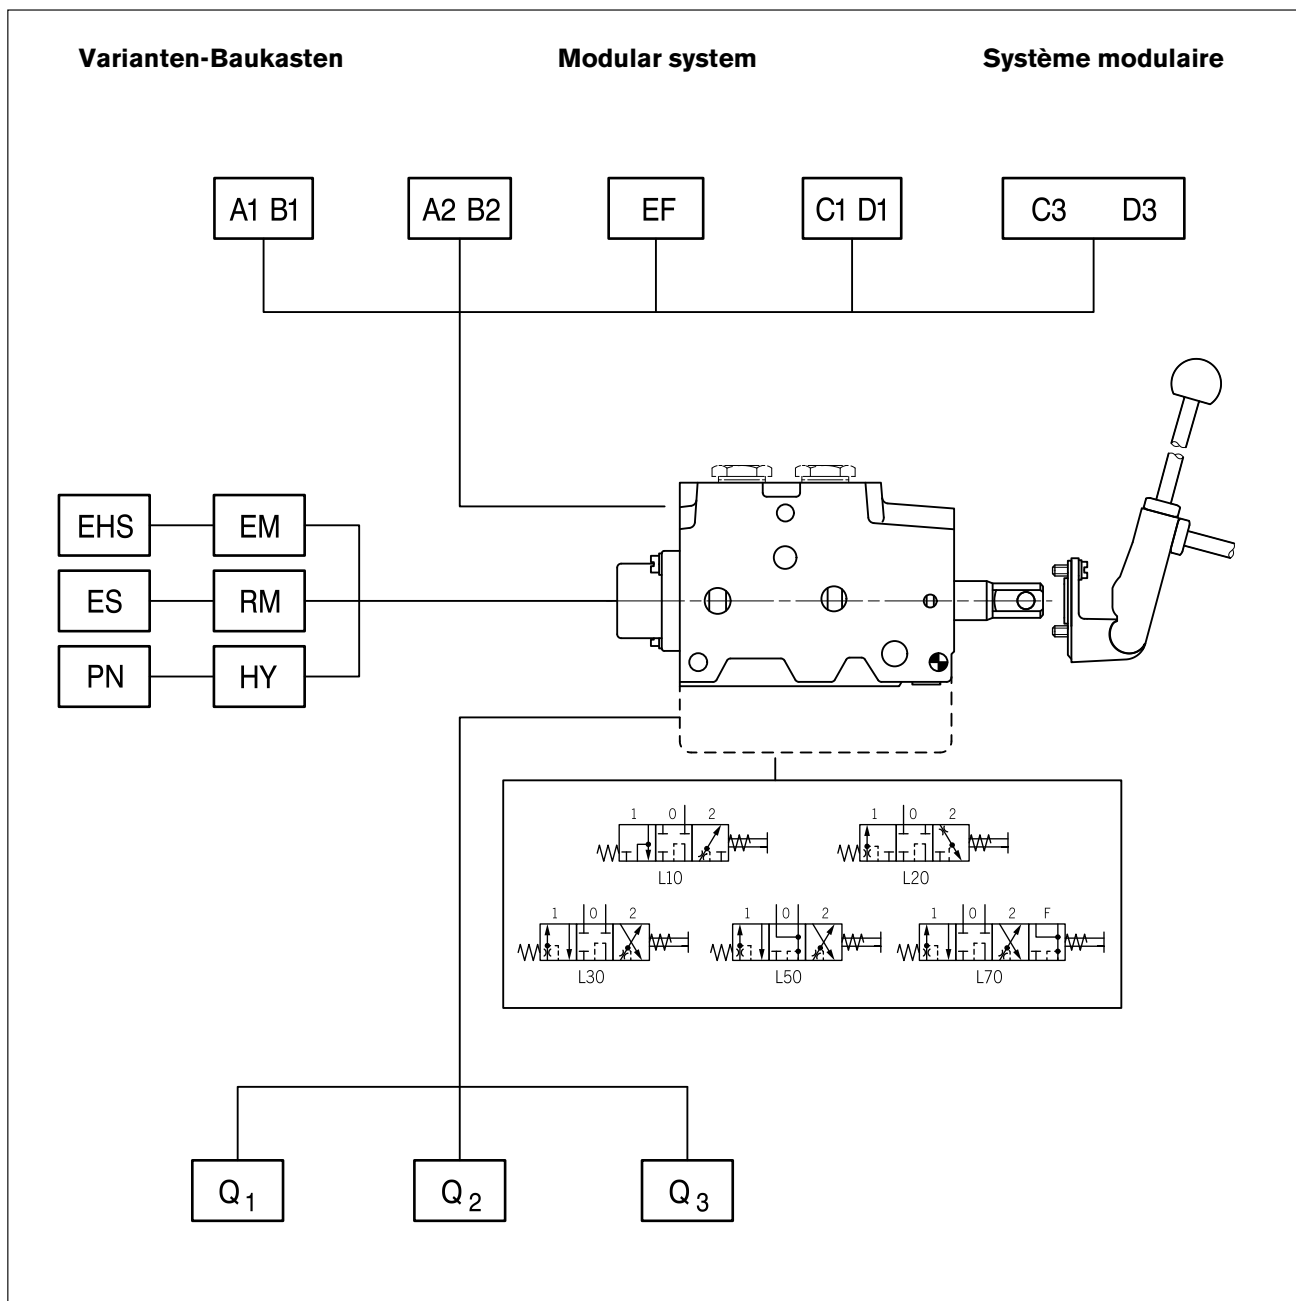 Varianten-Baukasten Modular system Système modulaire
A1 B1 A2 B2 EF C1 D1 C3 D3
EHS EM
ES RM
PN HY
1 0 2 1 0 2
L10 L20
1 0 2 1 0 2 1 0 2 F
L30 L50 L70
Q1 Q2 Q3